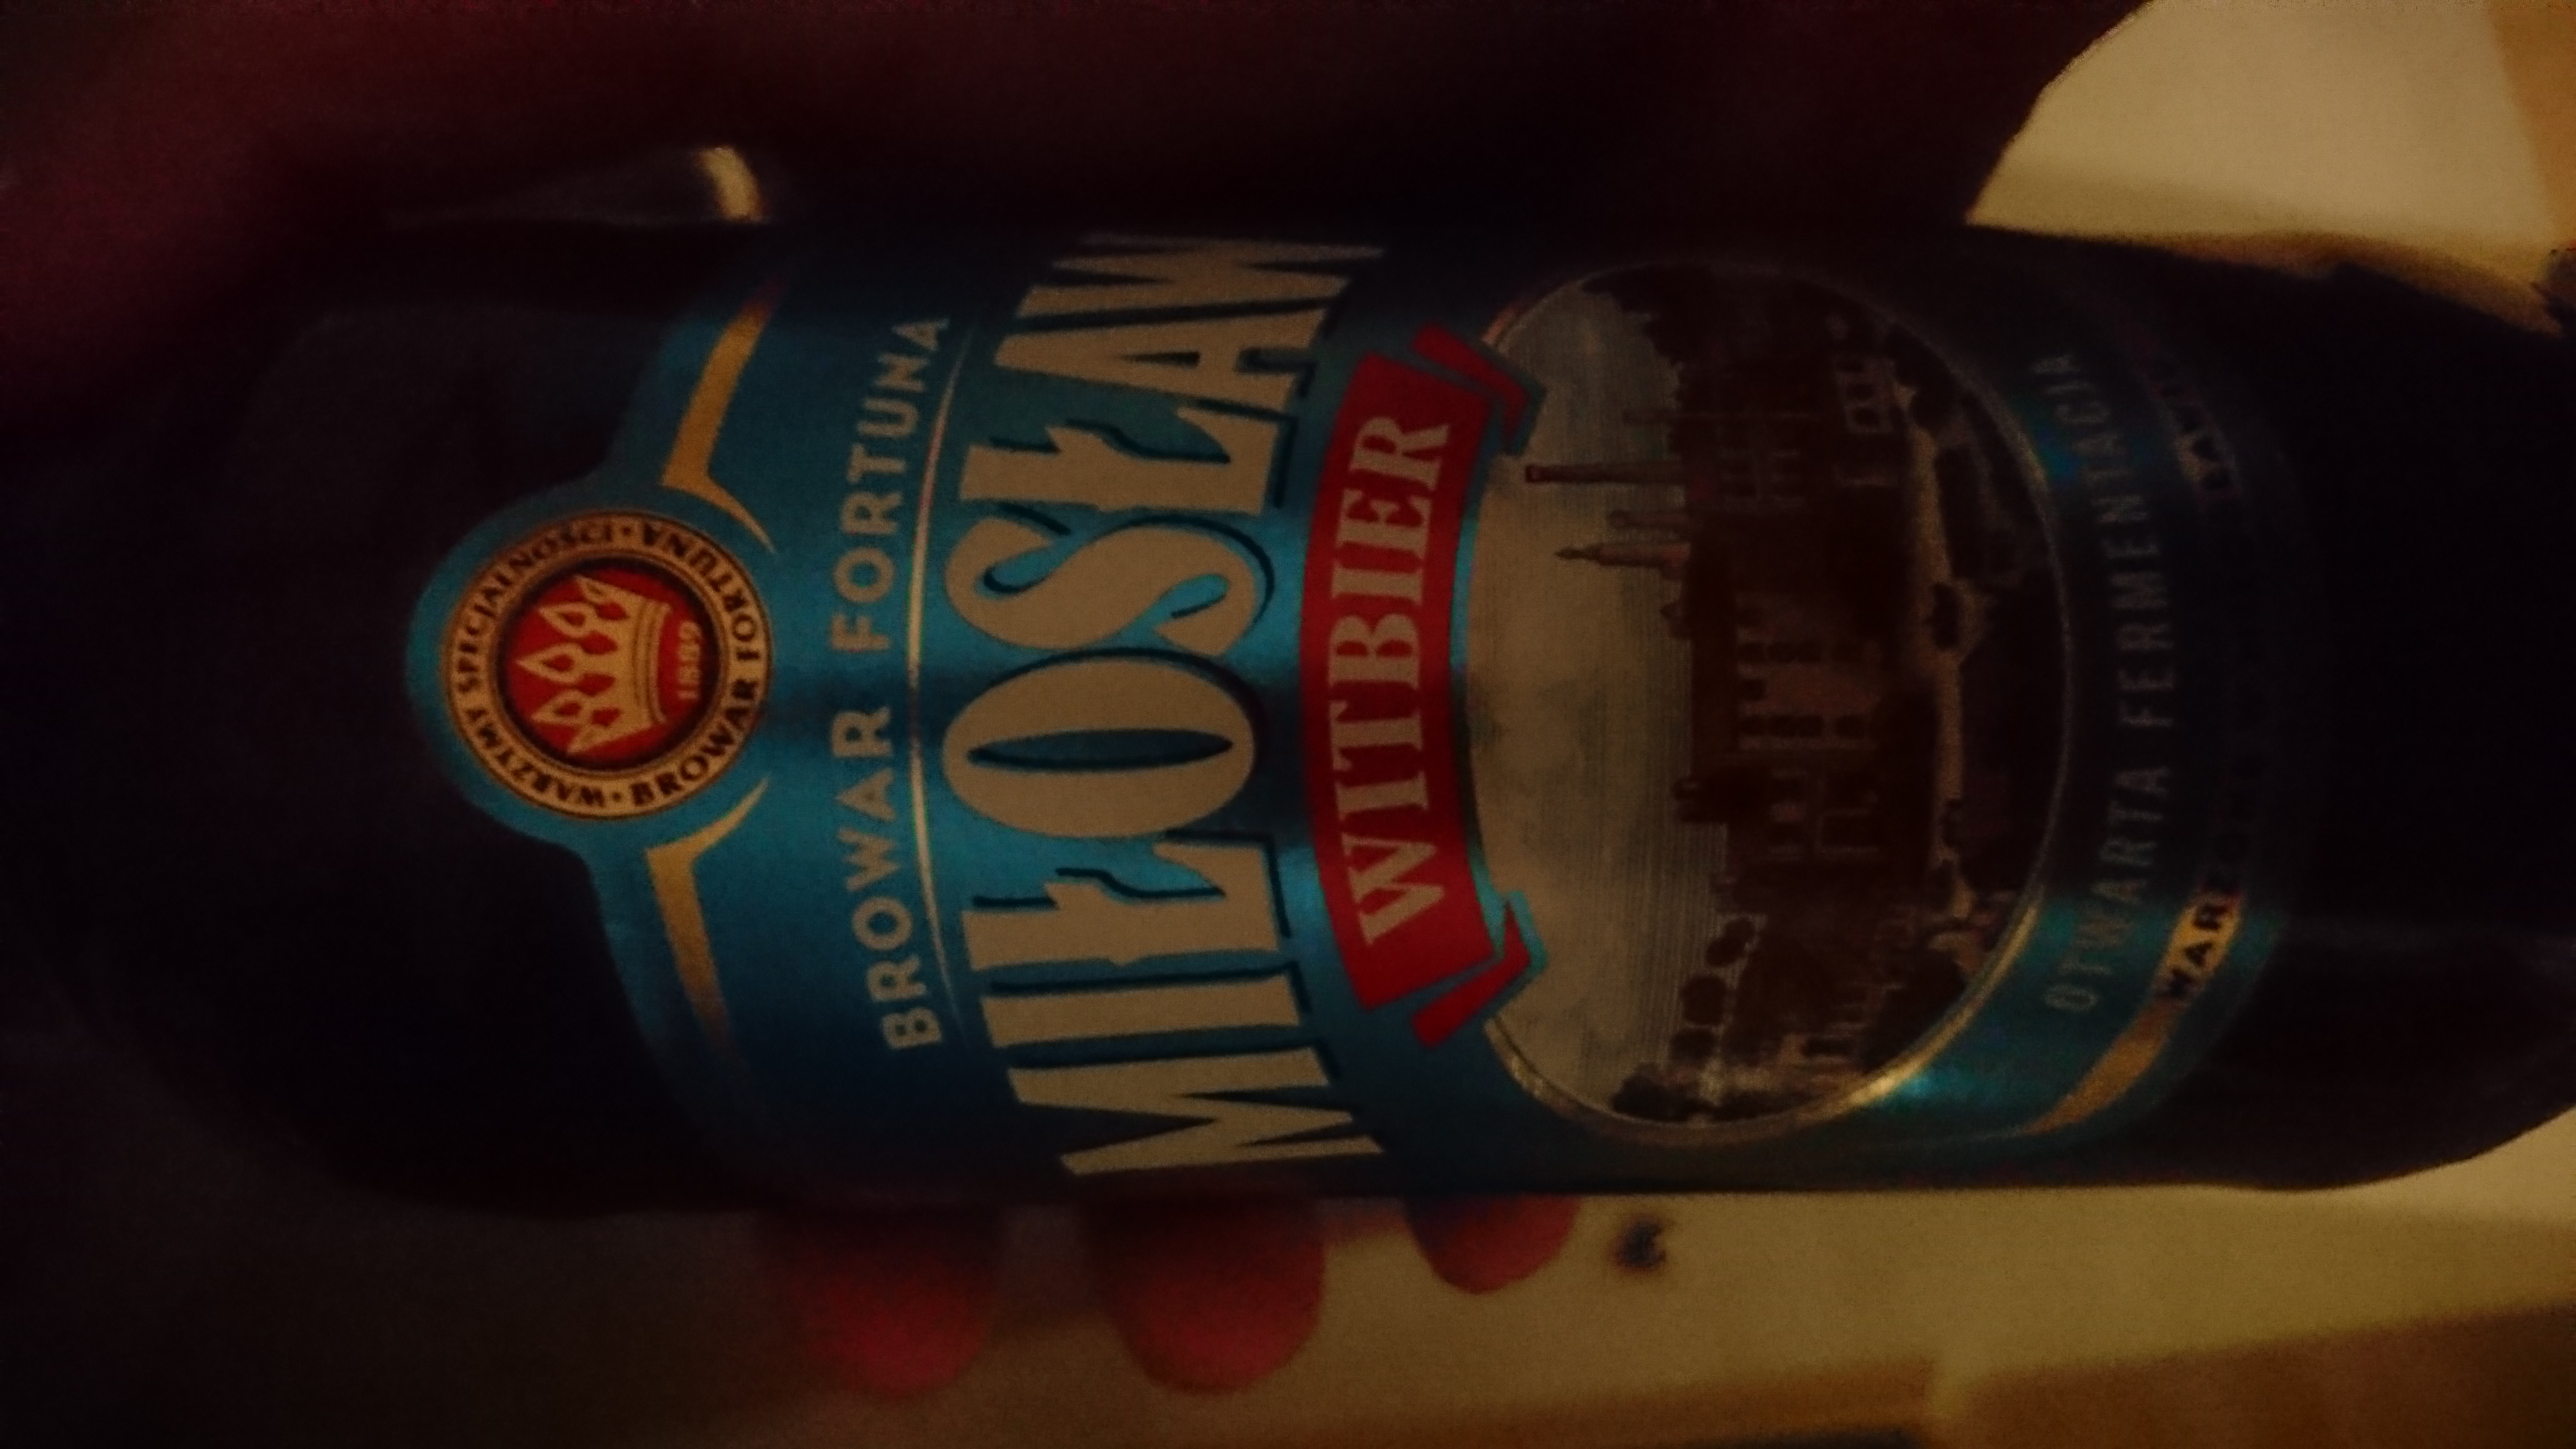 WARZYMY SPECJALNOŚCI
1889
BROWAR FORTUNA
BROWAR FORTUNA
MIŁOSŁAW
WITBIER
OTWARTA FERMENTACJA